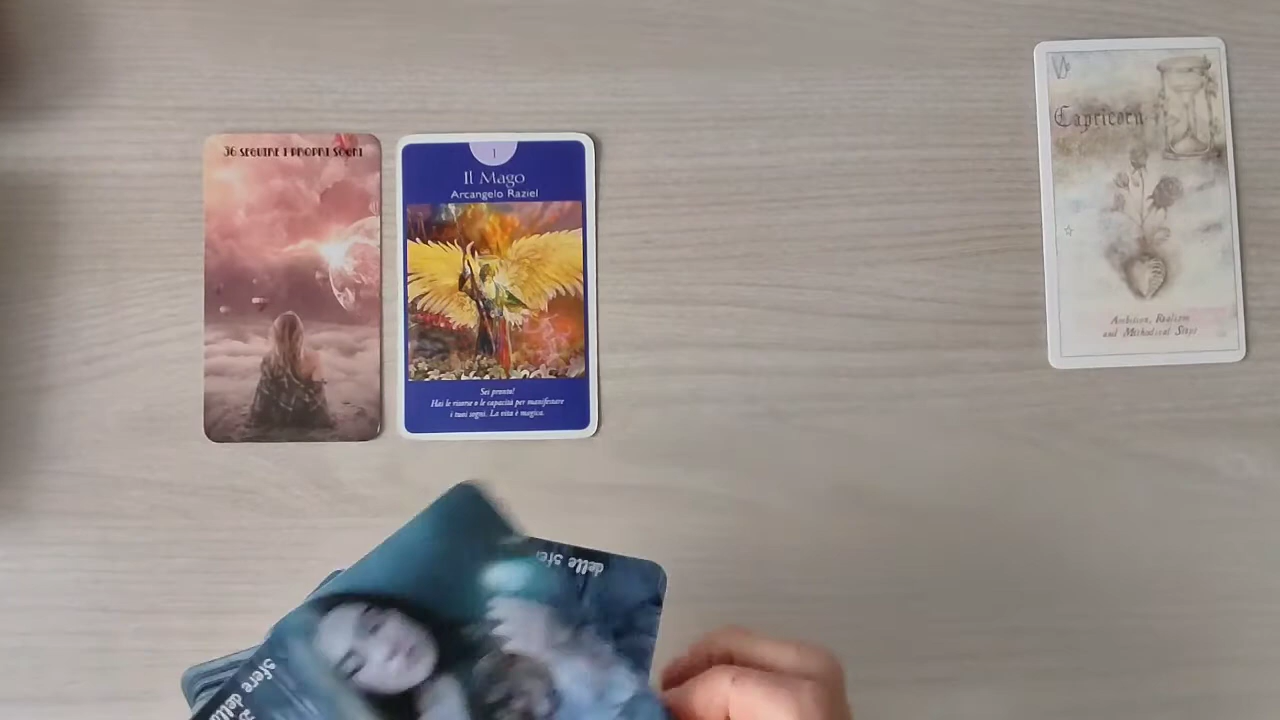 36 SEGUIRE I PROPRI SOGNI
1
Il Mago
Arcangelo Raziel
Sei pronto!
Hai le risorse e le capacità per manifestare
i tuoi sogni. La vita è magica.
Capricorn
Ambition, Realism
and Methodical Steps
delle sfe
sfere delle